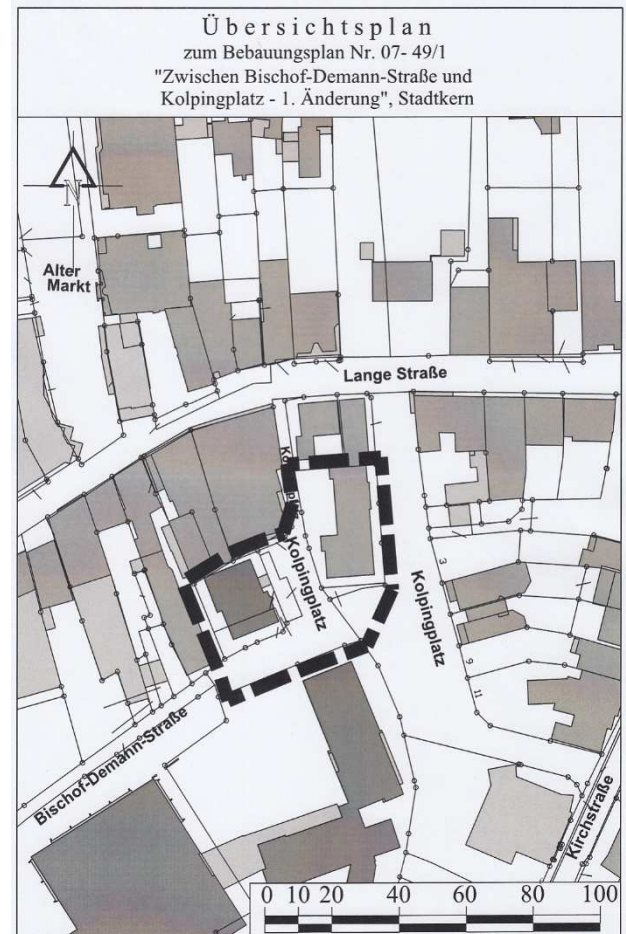 Übersichtsplan
zum Bebauungsplan Nr. 07- 49/1
"Zwischen Bischof-Demann-Straße und
Kolpingplatz - 1. Änderung", Stadtkern
N
Alter
Markt
Lange Straße
Kolpingplatz
Kolpingplatz
3
9
11
Bischof-Demann-Straße
Kirchstraße
0 10 20 40 60 80 100